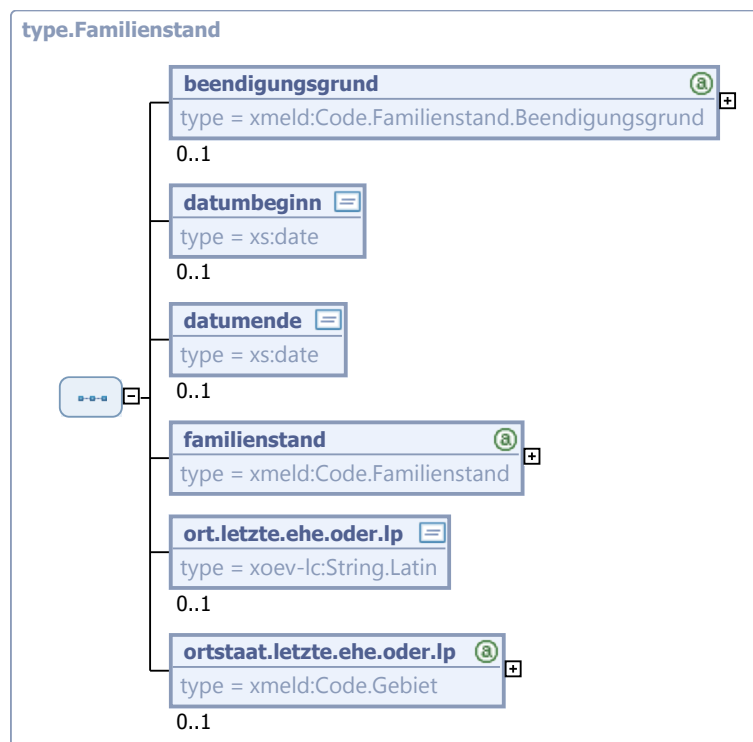 type.Familienstand
beendigungsgrund
type = xmeld:Code.Familienstand.Beendigungsgrund
0..1
datumbeginn
type = xs:date
0..1
datumende
type = xs:date
0..1
familienstand
type = xmeld:Code.Familienstand
ort.letzte.ehe.oder.lp
type = xoev-lc:String.Latin
0..1
ortstaat.letzte.ehe.oder.lp
type = xmeld:Code.Gebiet
0..1